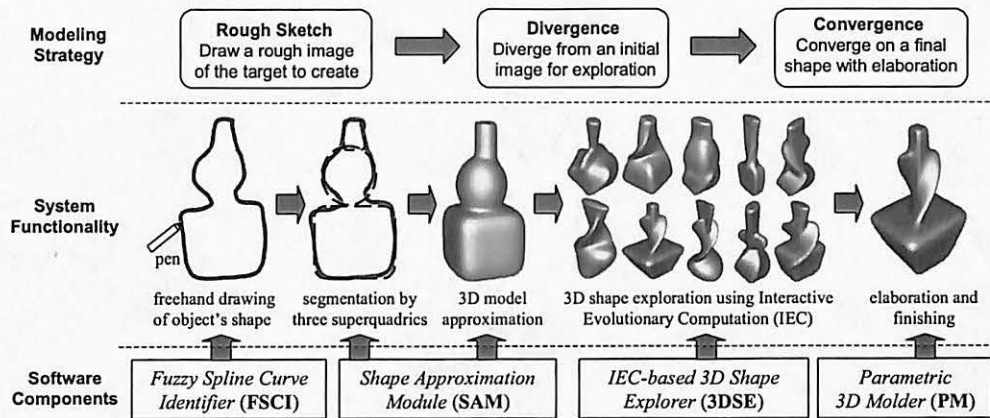 Modeling
Strategy
Rough Sketch
Draw a rough image
of the target to create
Divergence
Diverge from an initial
image for exploration
Convergence
Converge on a final
shape with elaboration
System
Functionality
pen
freehand drawing
of object's shape
segmentation by
three superquadrics
3D model
approximation
3D shape exploration using Interactive
Evolutionary Computation (IEC)
elaboration and
finishing
Software
Components
Fuzzy Spline Curve
Identifier (FSCI)
Shape Approximation
Module (SAM)
IEC-based 3D Shape
Explorer (3DSE)
Parametric
3D Molder (PM)